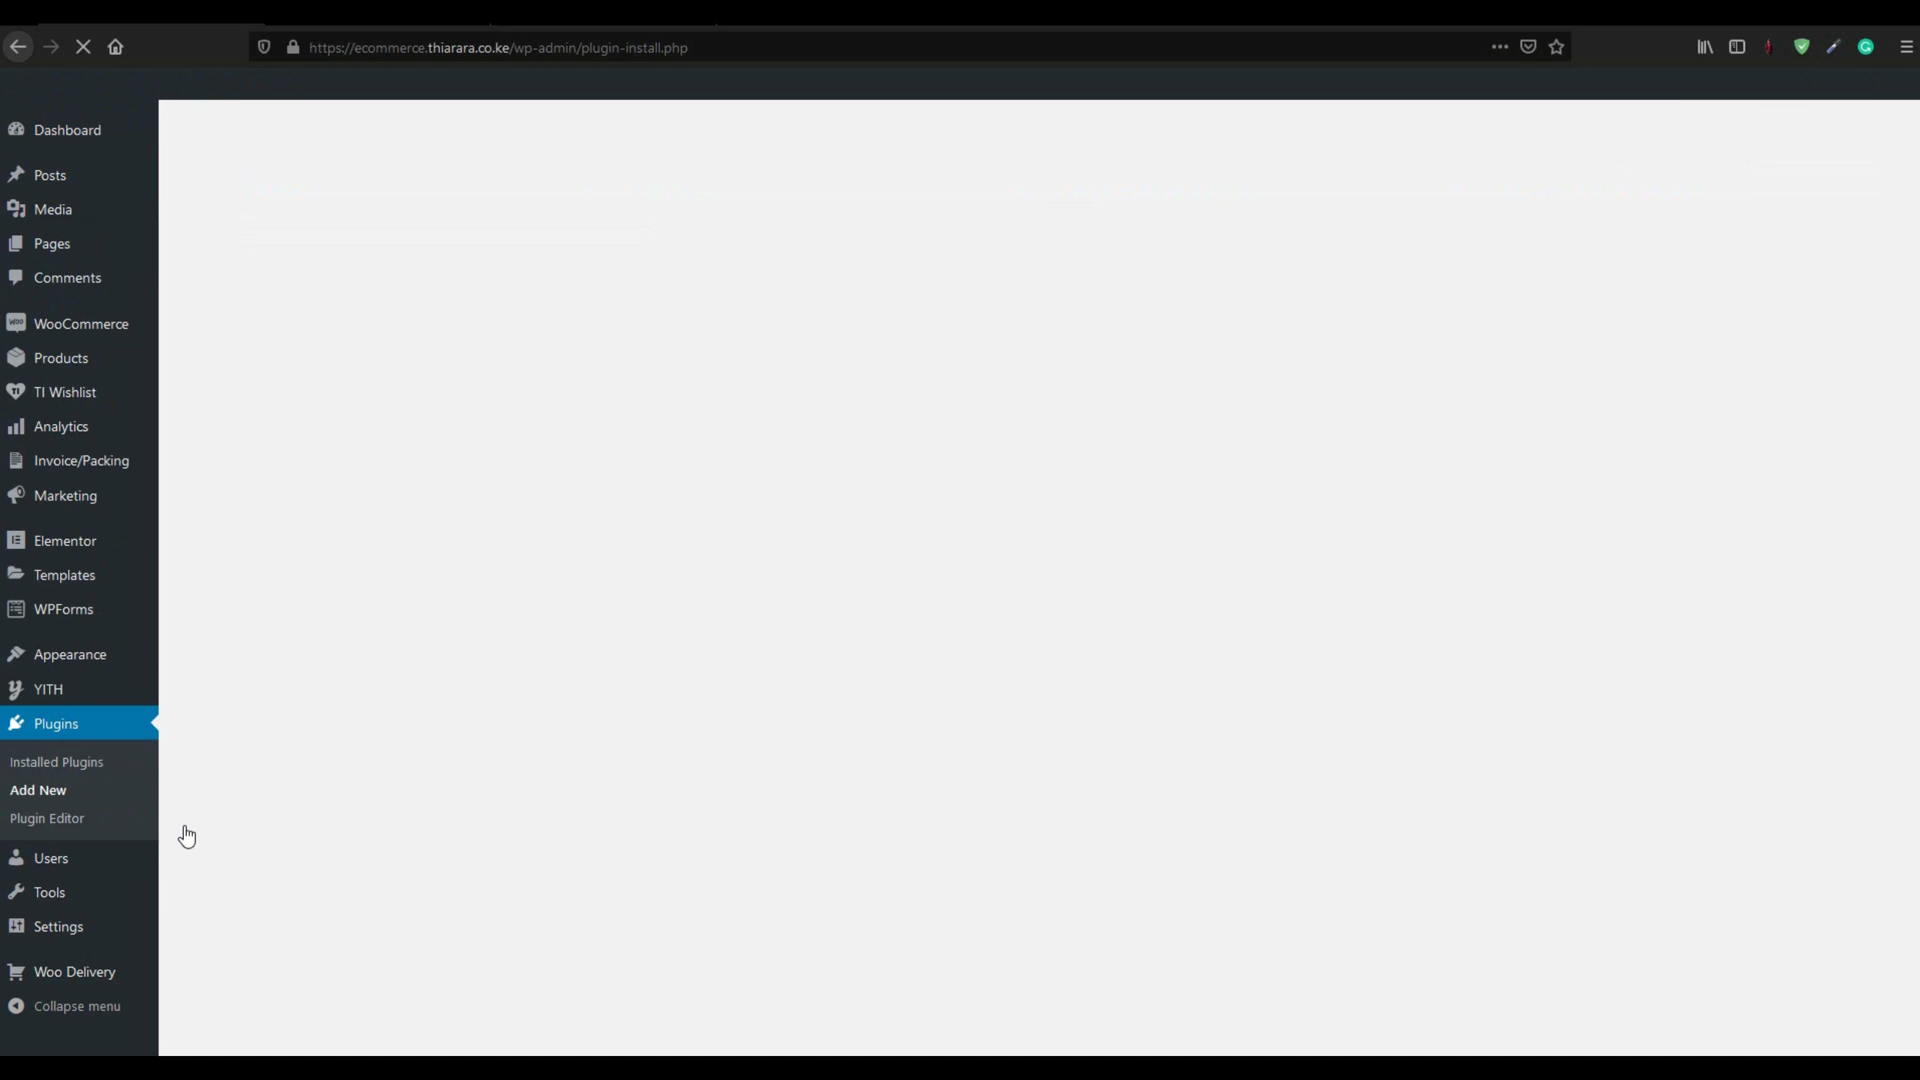 https://ecommerce.thiarara.co.ke/wp-admin/plugin-install.php
Dashboard
Posts
Media
Pages
Comments
WooCommerce
Products
TI Wishlist
Analytics
Invoice/Packing
Marketing
Elementor
Templates
WPForms
Appearance
YITH
Plugins
Installed Plugins
Add New
Plugin Editor
Users
Tools
Settings
Woo Delivery
Collapse menu